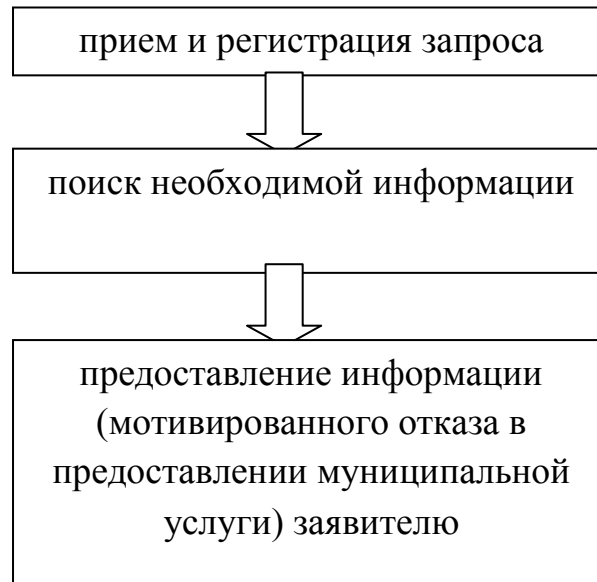 прием и регистрация запроса
поиск необходимой информации
предоставление информации
(мотивированного отказа в
предоставлении муниципальной
услуги) заявителю